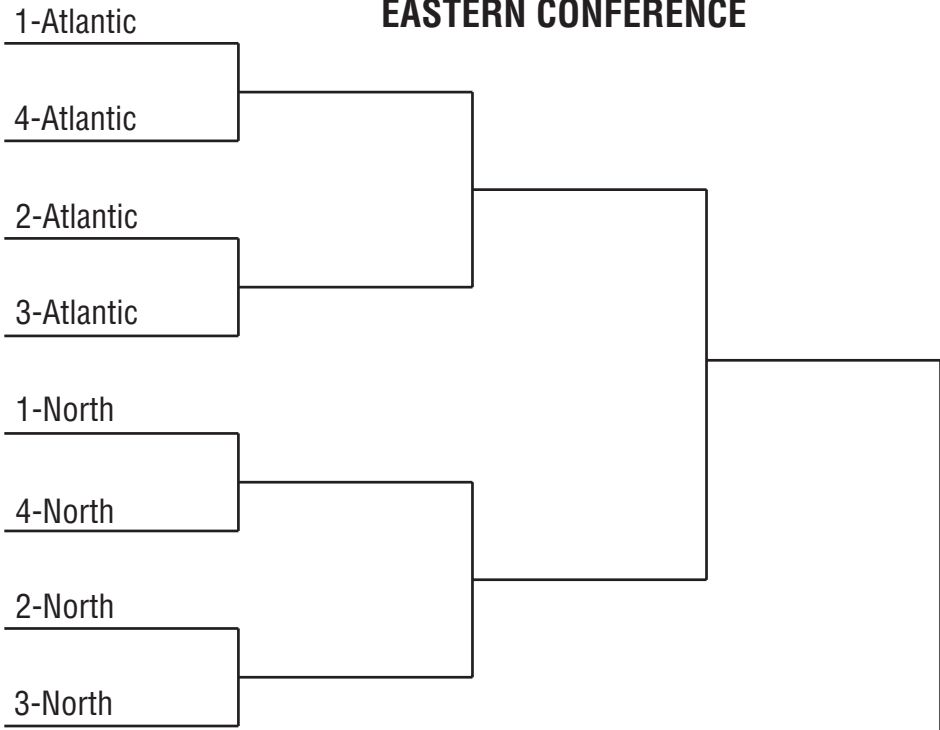 EASTERN CONFERENCE
1-Atlantic
4-Atlantic
2-Atlantic
3-Atlantic
1-North
4-North
2-North
3-North